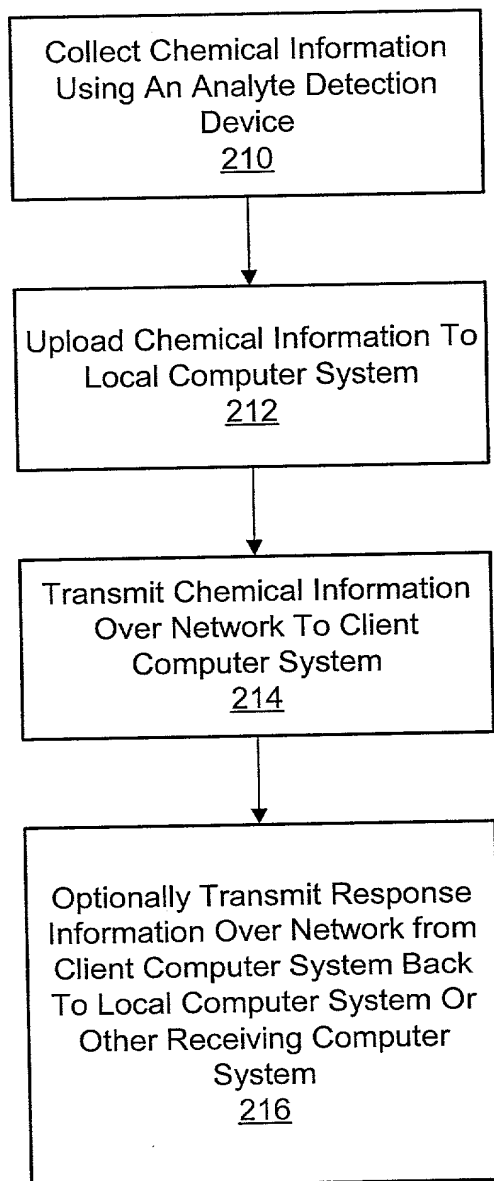 Collect Chemical Information
Using An Analyte Detection
Device
210
Upload Chemical Information To
Local Computer System
212
Transmit Chemical Information
Over Network To Client
Computer System
214
Optionally Transmit Response
Information Over Network from
Client Computer System Back
To Local Computer System Or
Other Receiving Computer
System
216